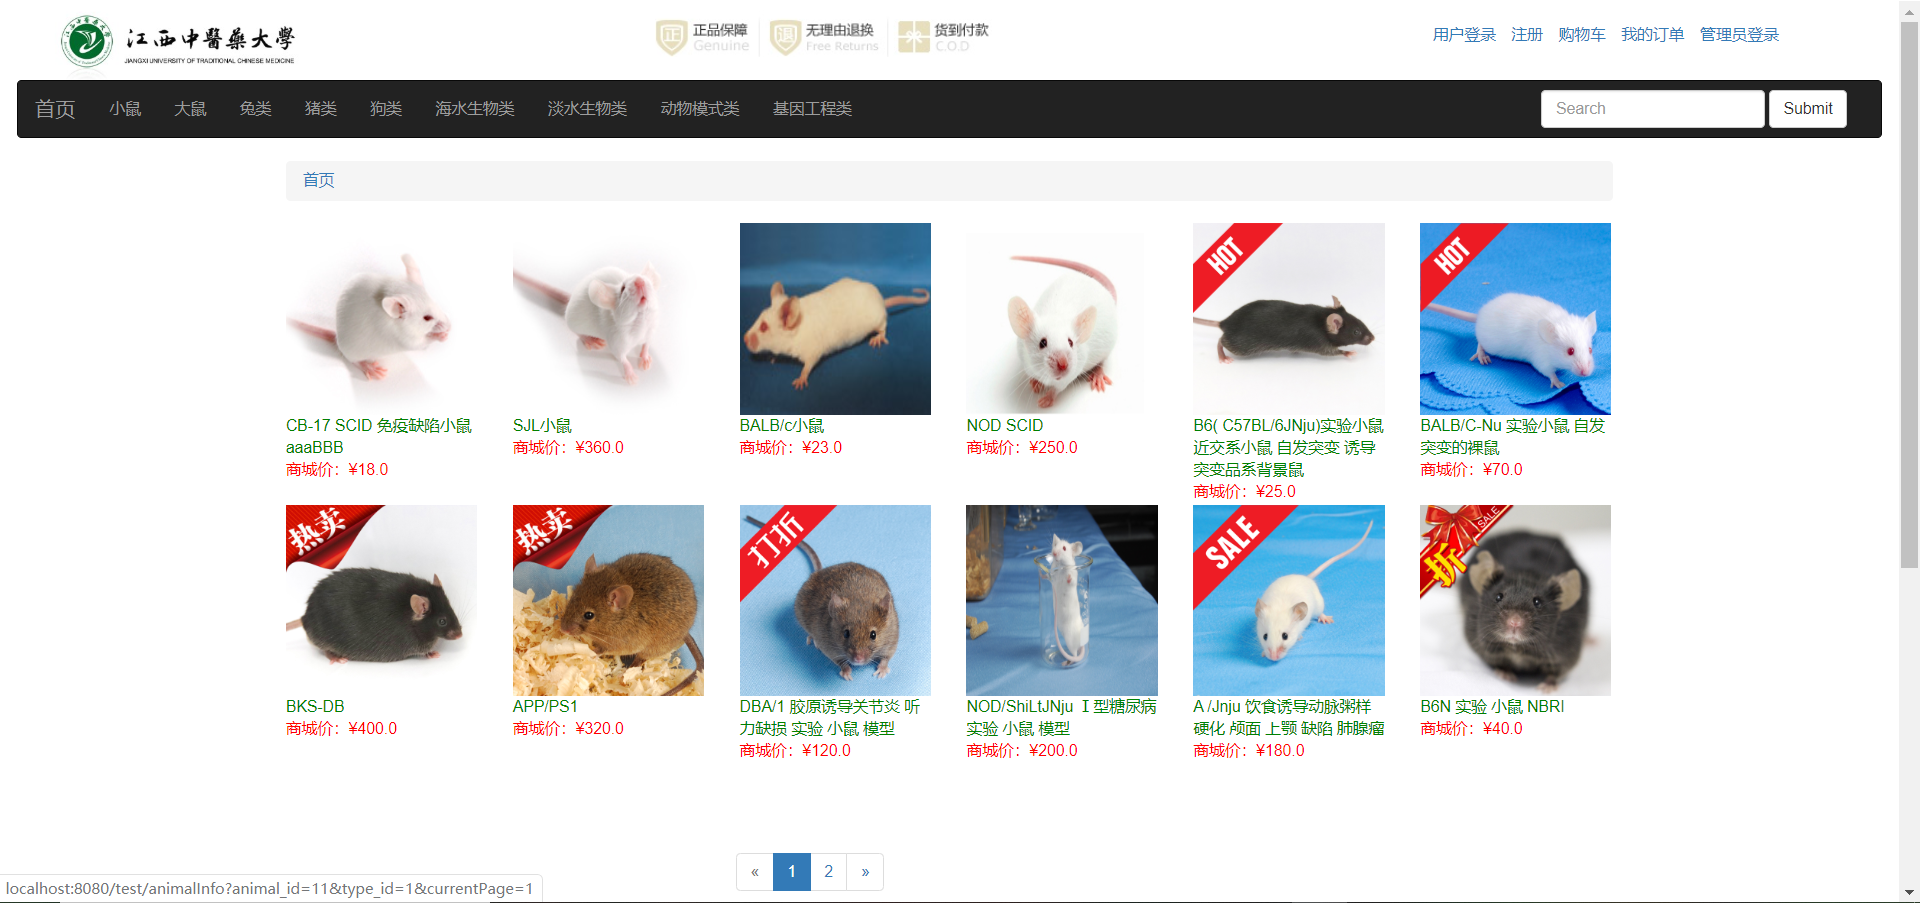 江西中醫藥大學
JIANGXI UNIVERSITY OF TRADITIONAL CHINESE MEDICINE
正品保障
Genuine
无理由退换
Free Returns
货到付款
C.O.D
用户登录 注册 购物车 我的订单 管理员登录
首页 小鼠 大鼠 兔类 猪类 狗类 海水生物类 淡水生物类 动物模式类 基因工程类 Search Submit
首页
CB-17 SCID 免疫缺陷小鼠
aaaBBB
商城价：¥18.0
SJL小鼠
商城价：¥360.0
BALB/c小鼠
商城价：¥23.0
NOD SCID
商城价：¥250.0
HOT
B6( C57BL/6JNju)实验小鼠
近交系小鼠 自发突变 诱导
突变品系背景鼠
商城价：¥25.0
HOT
BALB/C-Nu 实验小鼠 自发
突变的裸鼠
商城价：¥70.0
热卖
BKS-DB
商城价：¥400.0
热卖
APP/PS1
商城价：¥320.0
打折
DBA/1 胶原诱导关节炎 听
力缺损 实验 小鼠 模型
商城价：¥120.0
NOD/ShiLtJNju Ⅰ型糖尿病
实验 小鼠 模型
商城价：¥200.0
SALE
A /Jnju 饮食诱导动脉粥样
硬化 颅面 上颚 缺陷 肺腺瘤
商城价：¥180.0
SALE
折
B6N 实验 小鼠 NBRI
商城价：¥40.0
« 1 2 »
localhost:8080/test/animalInfo?animal_id=11&type_id=1&currentPage=1